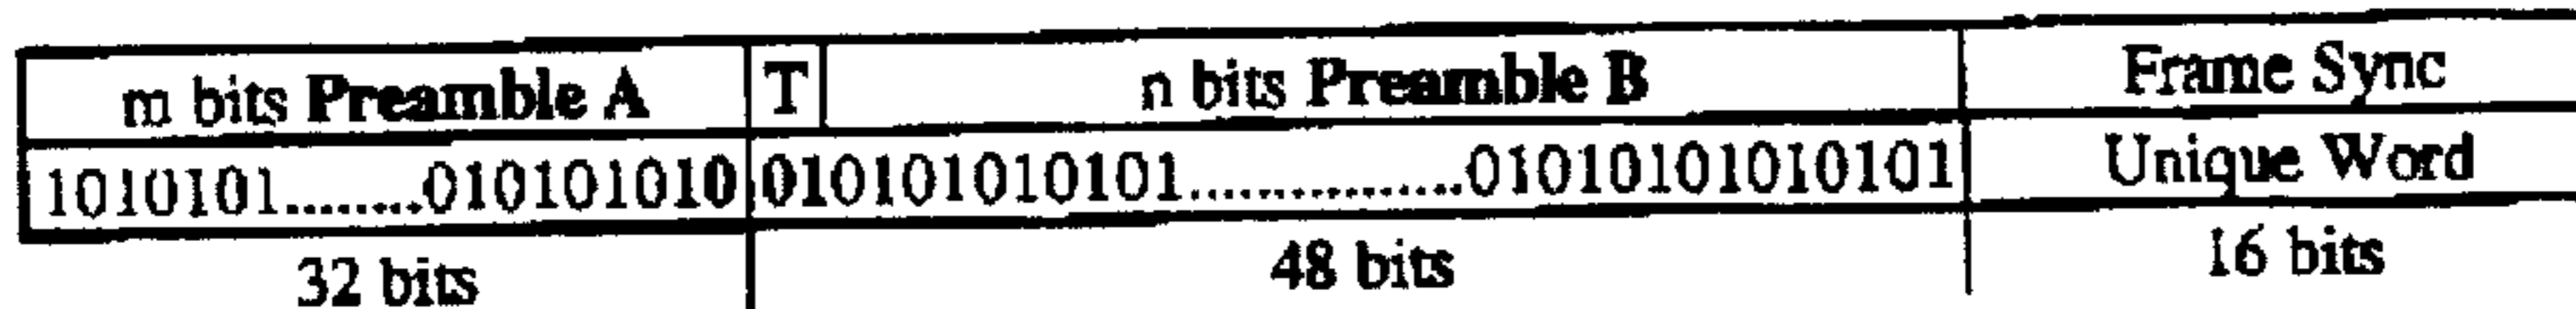 m bits Preamble A T n bits Preamble B Frame Sync
1010101........010101010 010101010101................01010101010101 Unique Word
32 bits 48 bits 16 bits